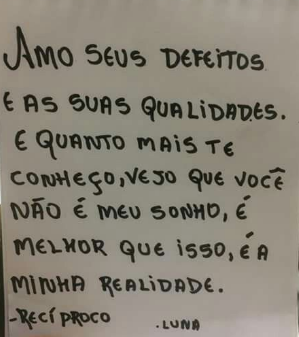 AMO SEUS DEFEITOS
E AS SUAS QUALIDADES.
E QUANTO MAIS TE
CONHEÇO, VEJO QUE VOCÊ
NÃO É MEU SONHO, É
MELHOR QUE ISSO, É A
MINHA REALIDADE.
-RECÍPROCO .LUNA